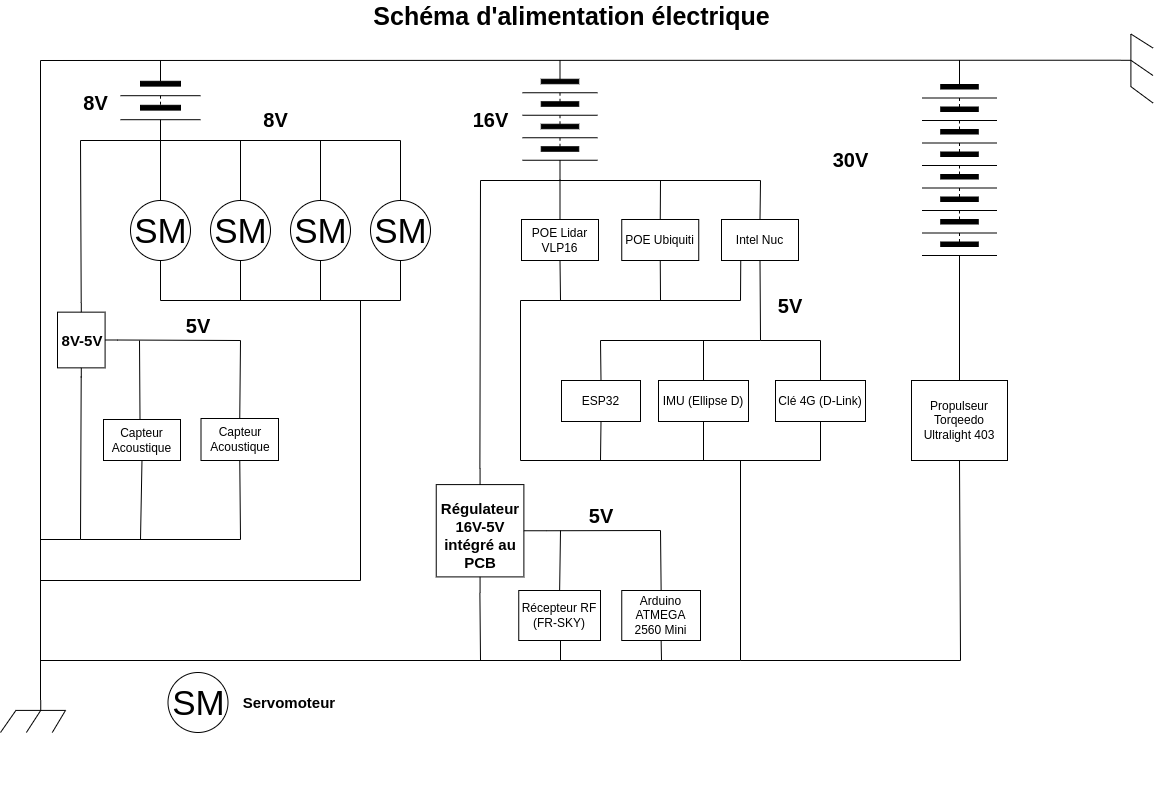 Schéma d'alimentation électrique
8V
8V
16V
30V
SM
SM
SM
SM
POE Lidar
VLP16
POE Ubiquiti
Intel Nuc
8V-5V
5V
5V
ESP32
IMU (Ellipse D)
Clé 4G (D-Link)
Propulseur
Torqeedo
Ultralight 403
Capteur
Acoustique
Capteur
Acoustique
Régulateur
16V-5V
intégré au
PCB
5V
Récepteur RF
(FR-SKY)
Arduino
ATMEGA
2560 Mini
SM
Servomoteur